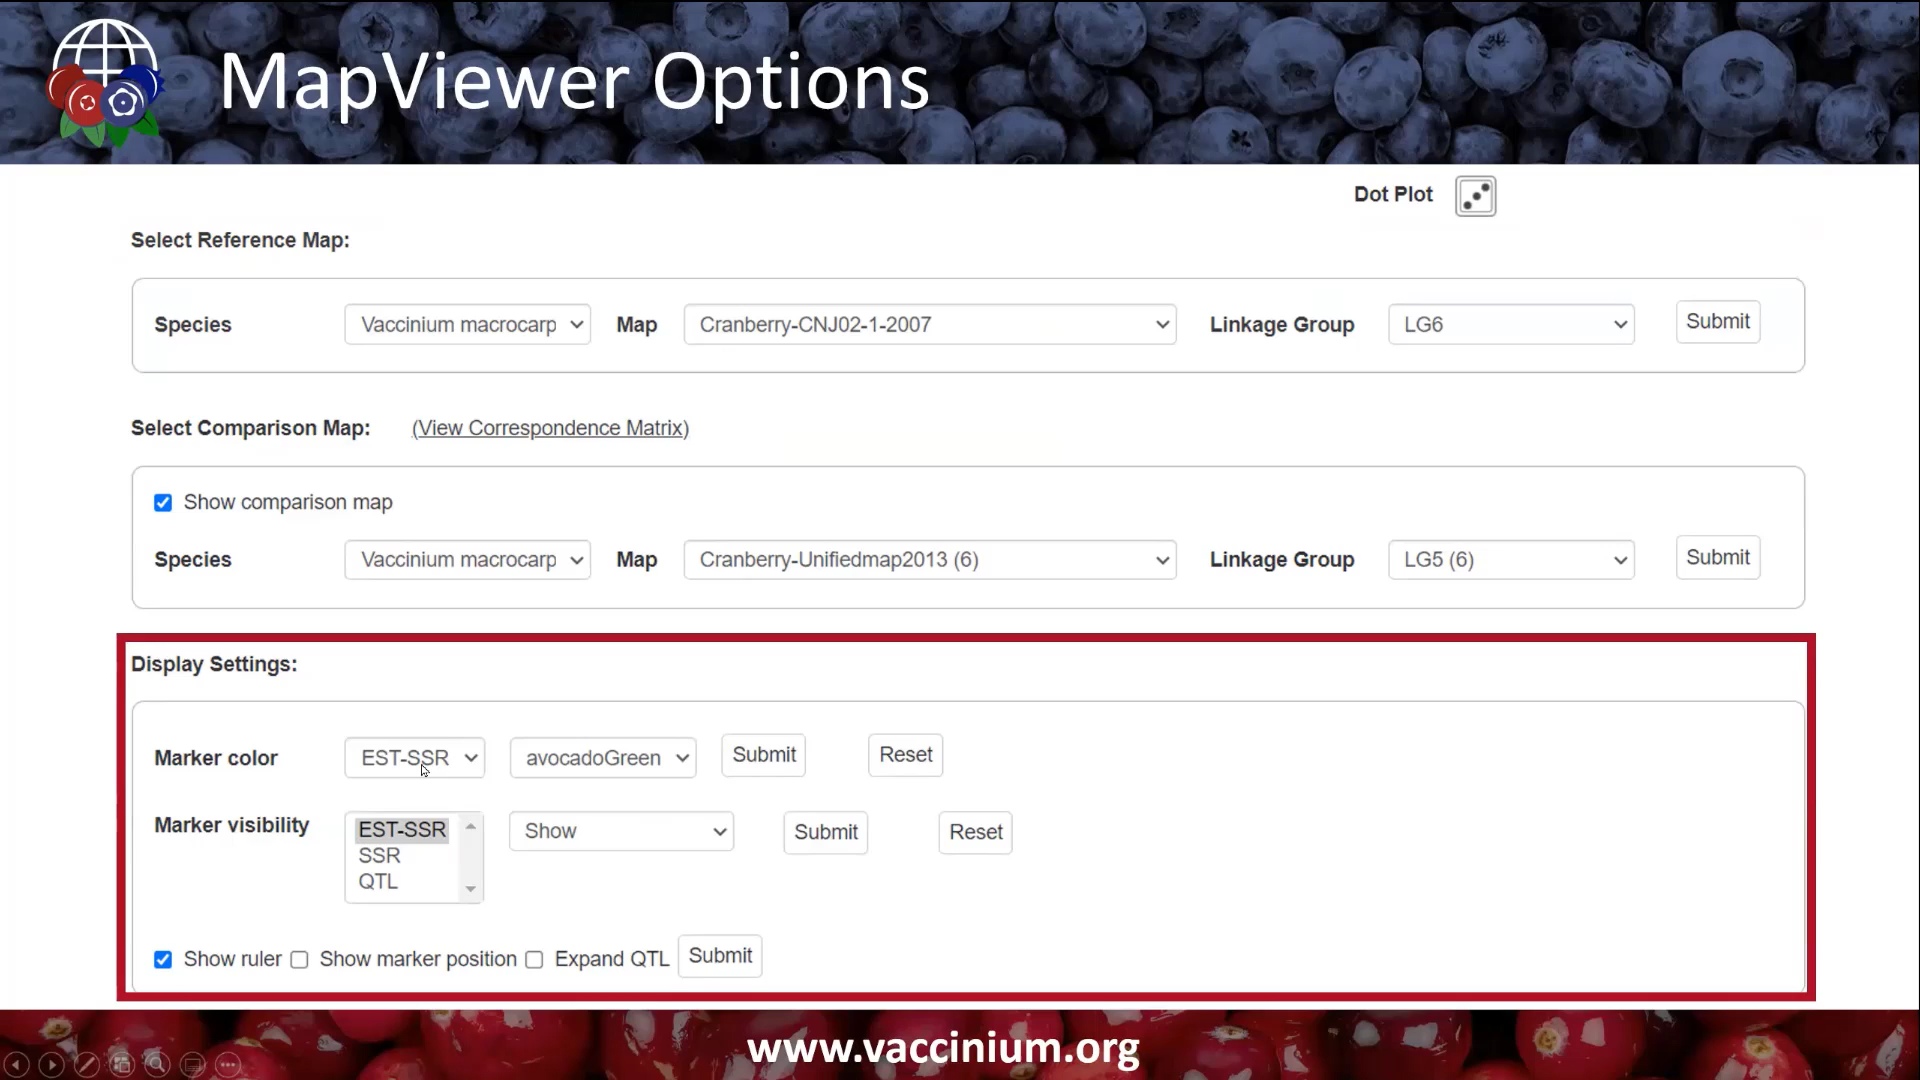 MapViewer Options
Dot Plot
Select Reference Map:
Species Vaccinium macrocarp Map Cranberry-CNJ02-1-2007 Linkage Group LG6 Submit
Select Comparison Map: (View Correspondence Matrix)
Show comparison map
Species Vaccinium macrocarp Map Cranberry-Unifiedmap2013 (6) Linkage Group LG5 (6) Submit
Display Settings:
Marker color EST-SSR avocadoGreen Submit Reset
Marker visibility EST-SSR Show Submit Reset
SSR
QTL
Show ruler Show marker position Expand QTL Submit
www.vaccinium.org